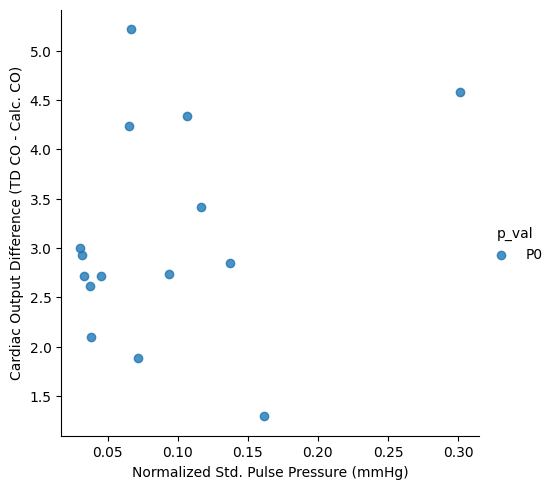 Cardiac Output Difference (TD CO - Calc. CO)
5.0
4.5
4.0
3.5
3.0
2.5
2.0
1.5
0.05 0.10 0.15 0.20 0.25 0.30
Normalized Std. Pulse Pressure (mmHg)
p_val
P0